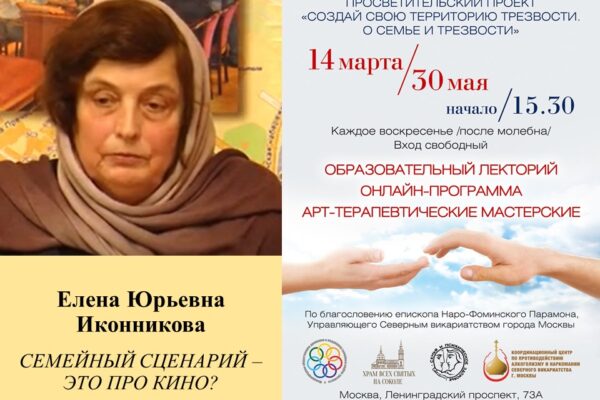 Елена Юрьевна
Иконникова
СЕМЕЙНЫЙ СЦЕНАРИЙ –
ЭТО ПРО КИНО?
ПРОСВЕТИТЕЛЬСКИЙ ПРОЕКТ
«СОЗДАЙ СВОЮ ТЕРРИТОРИЮ ТРЕЗВОСТИ.
О СЕМЬЕ И ТРЕЗВОСТИ»
14 марта/30 мая
начало/15.30
Каждое воскресенье /после молебна/
Вход свободный
ОБРАЗОВАТЕЛЬНЫЙ ЛЕКТОРИЙ
ОНЛАЙН-ПРОГРАММА
АРТ-ТЕРАПЕВТИЧЕСКИЕ МАСТЕРСКИЕ
По благословению епископа Наро-Фоминского Парамона,
Управляющего Северным викариатством города Москвы
ХРАМ ВСЕХ СВЯТЫХ
НА СОКОЛЕ
КООРДИНАЦИОННЫЙ ЦЕНТР
ПО ПРОТИВОДЕЙСТВИЮ
АЛКОГОЛИЗМУ И НАРКОМАНИИ
СЕВЕРНОГО ВИКАРИАТСТВА
Г. МОСКВЫ
Москва, Ленинградский проспект, 73А